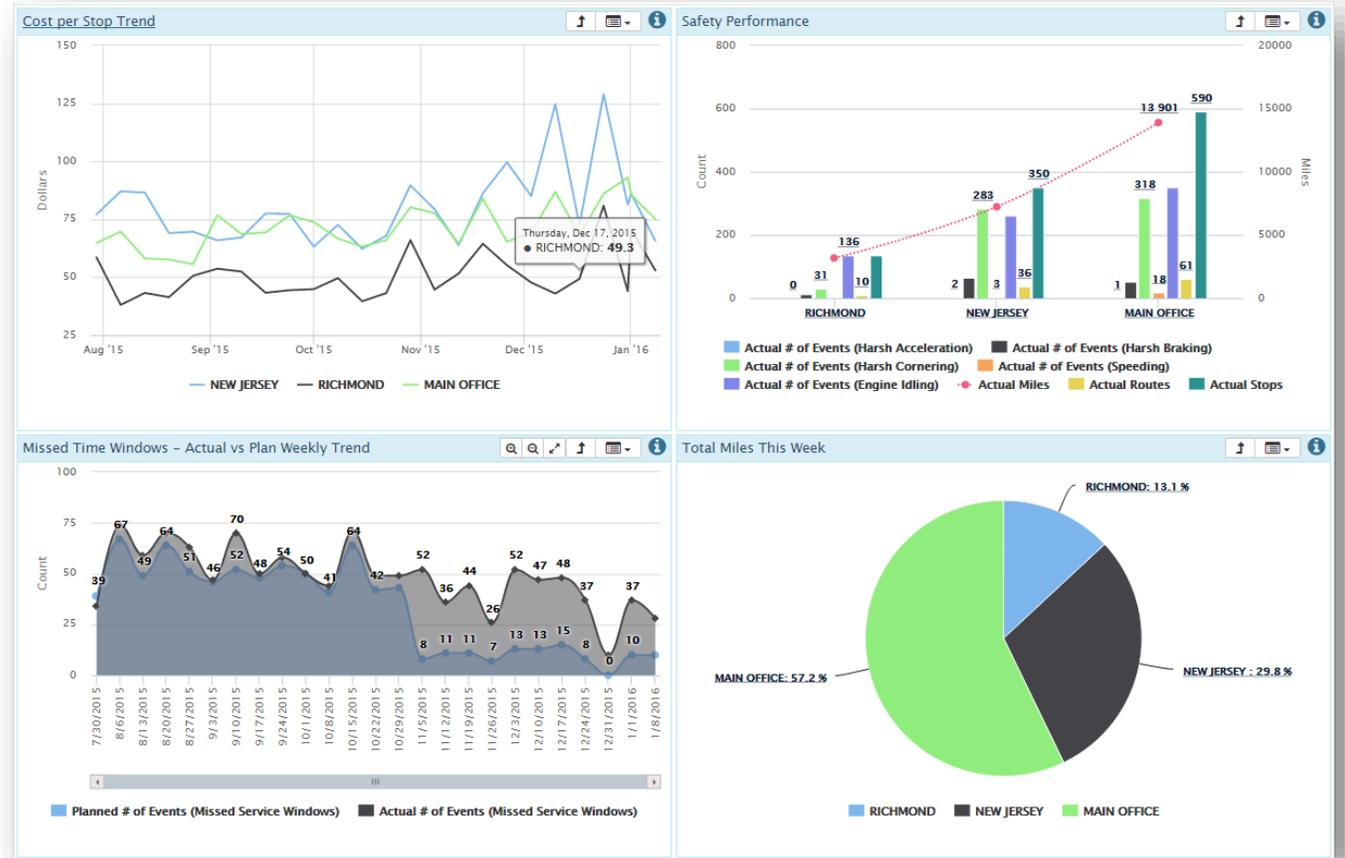 Cost per Stop Trend
150
125
100
75
50
25
Dollars
Thursday, Dec 17, 2015
● RICHMOND: 49.3
Aug '15 Sep '15 Oct '15 Nov '15 Dec '15 Jan '16
NEW JERSEY RICHMOND MAIN OFFICE
Safety Performance
800
600
400
200
0
Count
20000
15000
10000
5000
0
Miles
0 31 136 10
2 283 3 36 350
1 318 18 61 590
13 901
RICHMOND NEW JERSEY MAIN OFFICE
Actual # of Events (Harsh Acceleration) Actual # of Events (Harsh Braking)
Actual # of Events (Harsh Cornering) Actual # of Events (Speeding)
Actual # of Events (Engine Idling) Actual Miles Actual Routes Actual Stops
Missed Time Windows – Actual vs Plan Weekly Trend
100
75
50
25
0
Count
39 67 49 64 51 46 70 52 48 54 50 41 64 42 52 36 44 26 52 47 48 37 37
8 11 11 7 13 13 15 8 0 10
7/30/2015 8/6/2015 8/13/2015 8/20/2015 8/27/2015 9/3/2015 9/10/2015 9/17/2015 9/24/2015 10/1/2015 10/8/2015 10/15/2015 10/22/2015 10/29/2015 11/5/2015 11/12/2015 11/19/2015 11/26/2015 12/3/2015 12/10/2015 12/17/2015 12/24/2015 12/31/2015 1/1/2016 1/8/2016
Planned # of Events (Missed Service Windows) Actual # of Events (Missed Service Windows)
Total Miles This Week
RICHMOND: 13.1 %
MAIN OFFICE: 57.2 %
NEW JERSEY : 29.8 %
RICHMOND NEW JERSEY MAIN OFFICE